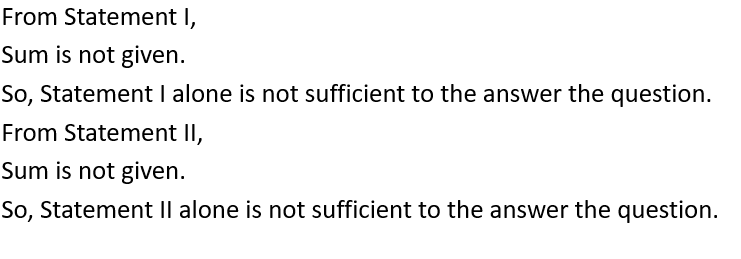 From Statement I,
Sum is not given.
So, Statement I alone is not sufficient to the answer the question.
From Statement II,
Sum is not given.
So, Statement II alone is not sufficient to the answer the question.